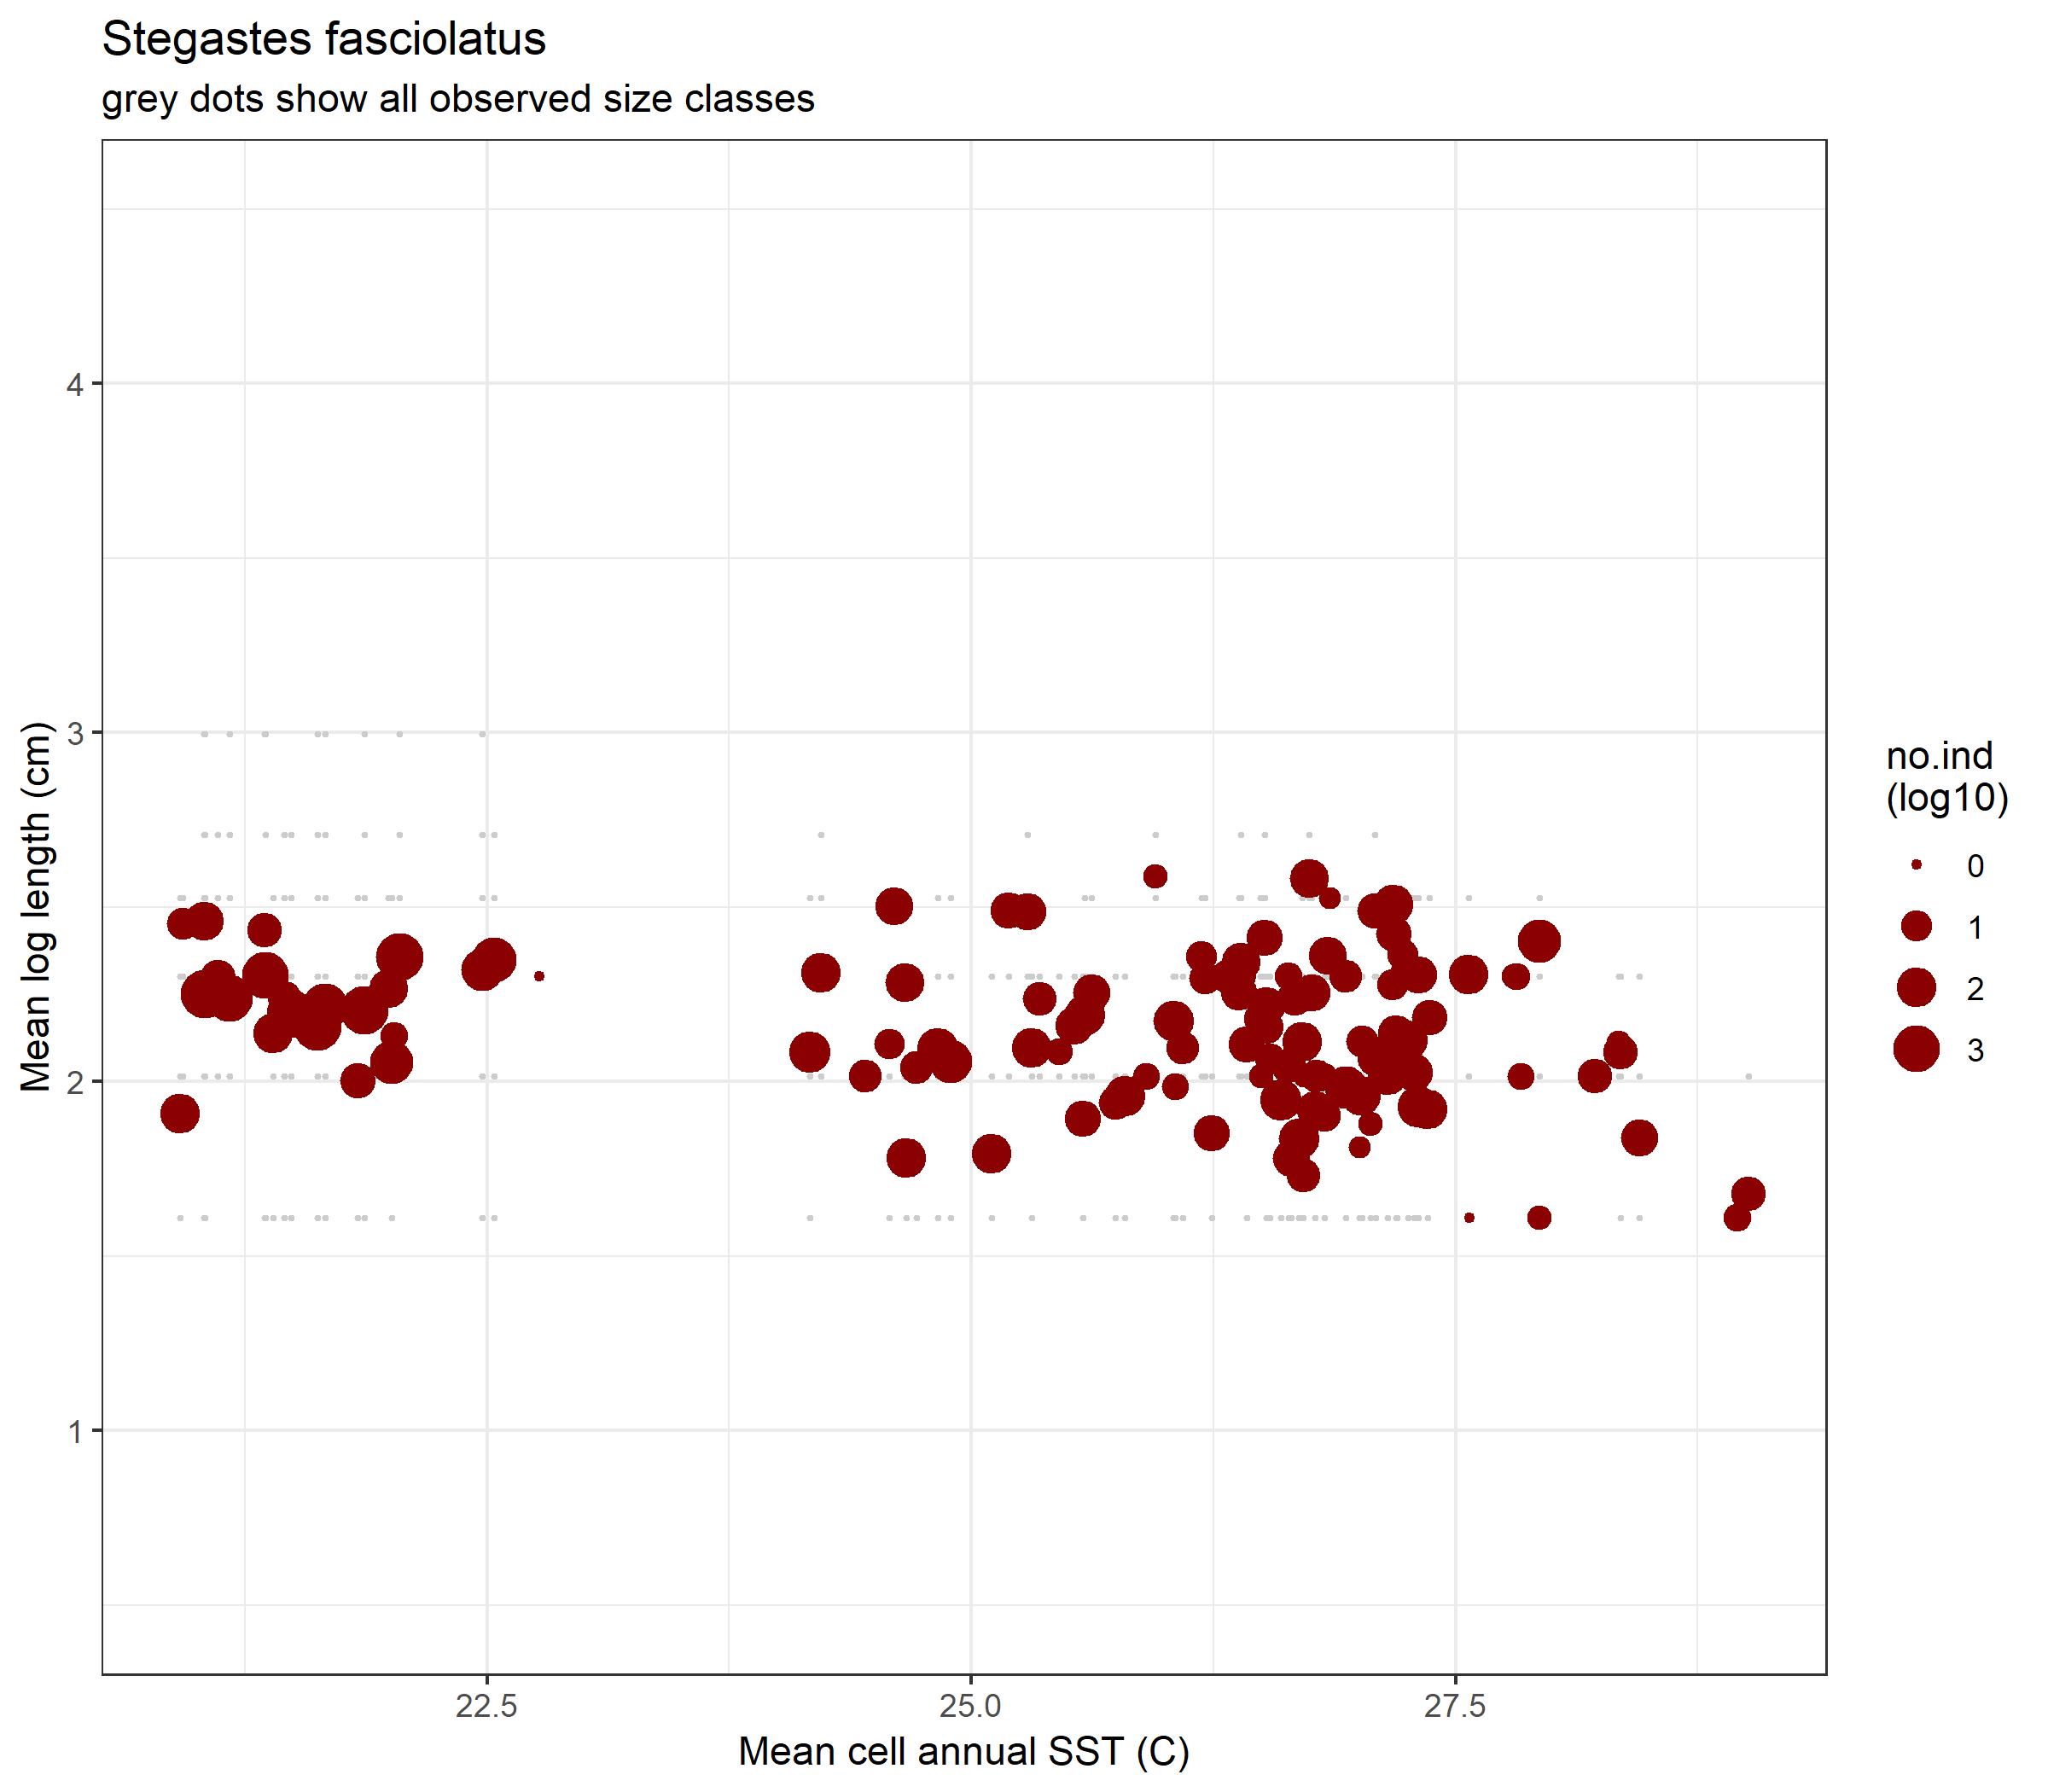 Stegastes fasciolatus
grey dots show all observed size classes
Mean log length (cm)
4
3
2
1
22.5
25.0
27.5
Mean cell annual SST (C)
no.ind
(log10)
0
1
2
3